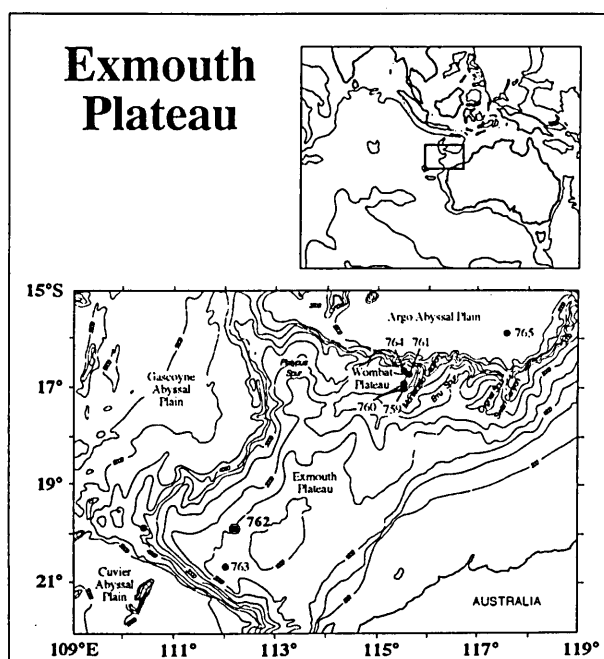 Exmouth
Plateau
15°S
17°
19°
21°
109°E
111°
113°
115°
117°
119°
Argo Abyssal Plain
764
761
765
Gascoyne
Abyssal
Plain
Wombat
Plateau
760
759
Exmouth
Plateau
762
763
Cuvier
Abyssal
Plain
AUSTRALIA